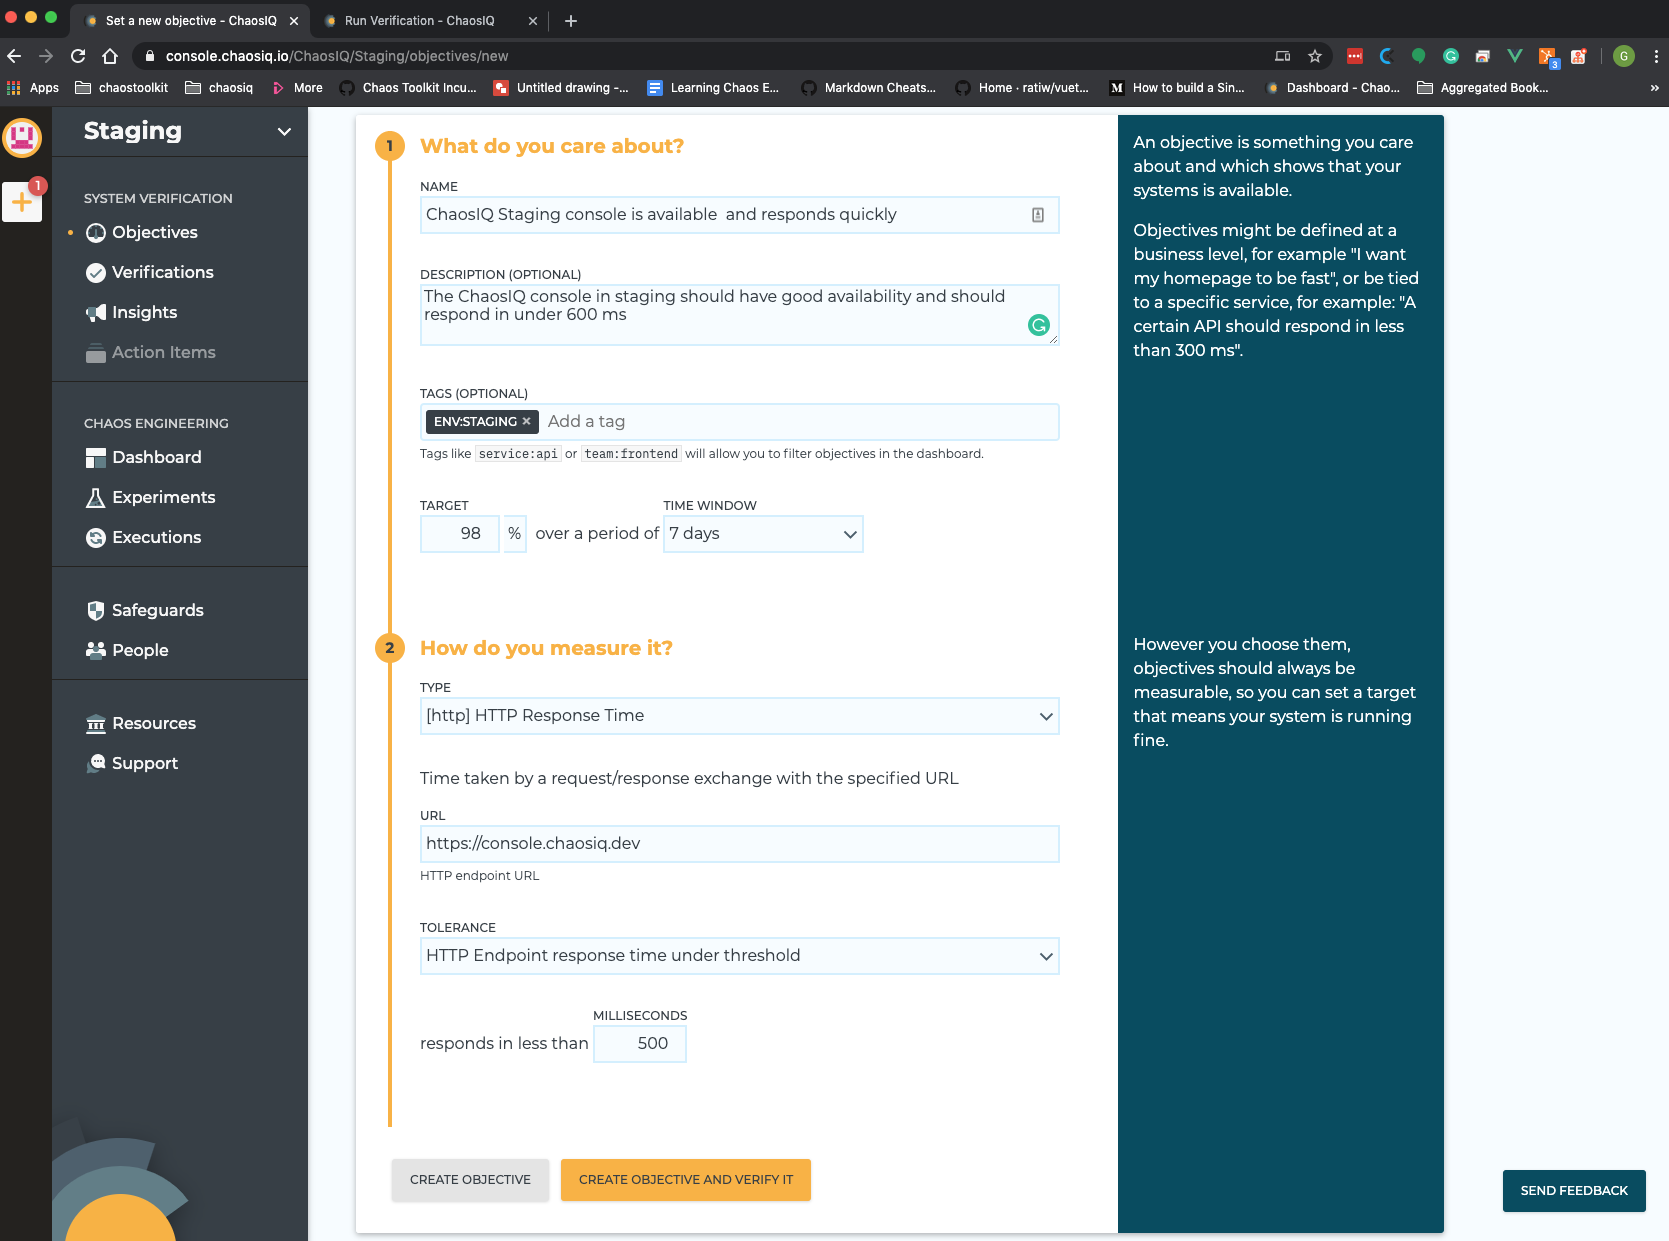 Set a new objective - ChaosIQ
Run Verification - ChaosIQ
console.chaosiq.io/ChaosIQ/Staging/objectives/new
3
G
Apps
chaostoolkit
chaosiq
More
Chaos Toolkit Incu...
Untitled drawing -...
Learning Chaos E...
Markdown Cheats...
Home · ratiw/vuet...
M
How to build a Sin...
Dashboard - Chao...
Aggregated Book...
»
1
Staging
SYSTEM VERIFICATION
Objectives
Verifications
Insights
Action Items
CHAOS ENGINEERING
Dashboard
Experiments
Executions
Safeguards
People
Resources
Support
1
What do you care about?
NAME
ChaosIQ Staging console is available  and responds quickly
DESCRIPTION (OPTIONAL)
The ChaosIQ console in staging should have good availability and should
respond in under 600 ms
TAGS (OPTIONAL)
ENV:STAGING × Add a tag
Tags like service:api or team:frontend will allow you to filter objectives in the dashboard.
TARGET
TIME WINDOW
98 % over a period of 7 days
2
How do you measure it?
TYPE
[http] HTTP Response Time
Time taken by a request/response exchange with the specified URL
URL
https://console.chaosiq.dev
HTTP endpoint URL
TOLERANCE
HTTP Endpoint response time under threshold
MILLISECONDS
responds in less than 500
CREATE OBJECTIVE
CREATE OBJECTIVE AND VERIFY IT
An objective is something you care
about and which shows that your
systems is available.
Objectives might be defined at a
business level, for example "I want
my homepage to be fast", or be tied
to a specific service, for example: "A
certain API should respond in less
than 300 ms".
However you choose them,
objectives should always be
measurable, so you can set a target
that means your system is running
fine.
SEND FEEDBACK